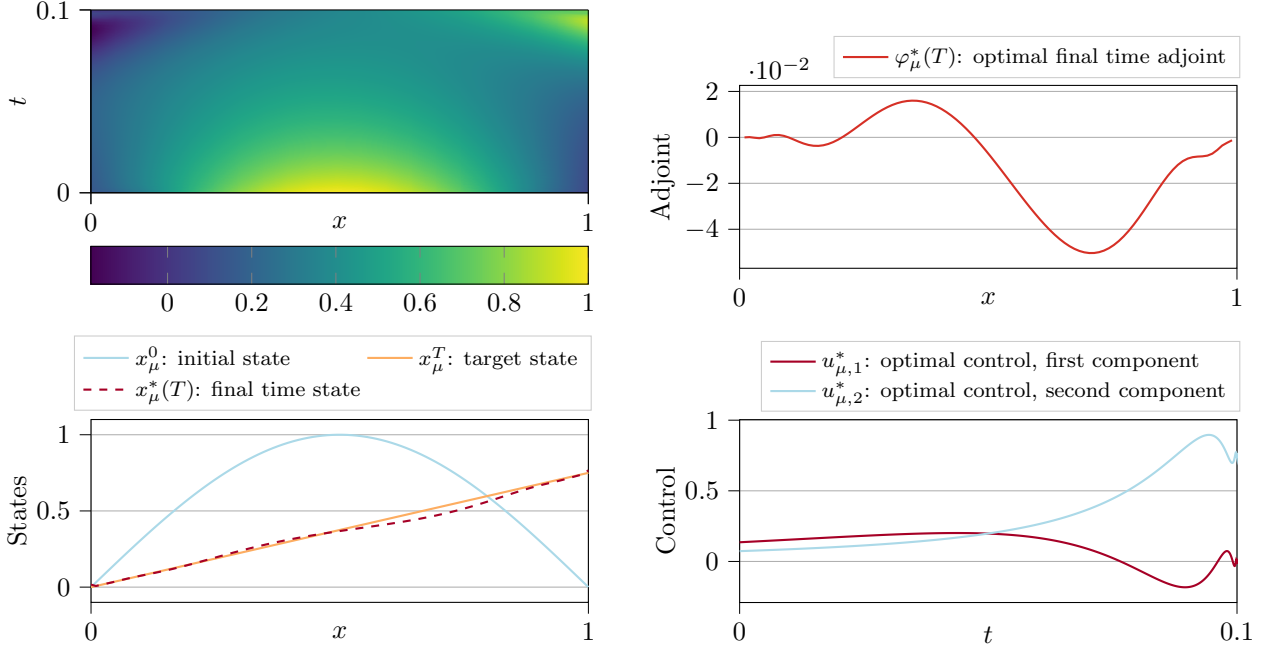 0.1
t
0
0
x
1
0
0.2
0.4
0.6
0.8
1
φ*μ(T): optimal final time adjoint
·10−2
2
0
−2
−4
Adjoint
0
x
1
x0μ: initial state
xTμ: target state
x*μ(T): final time state
1
0.5
0
States
0
x
1
u*μ,1: optimal control, first component
u*μ,2: optimal control, second component
1
0.5
0
Control
0
t
0.1